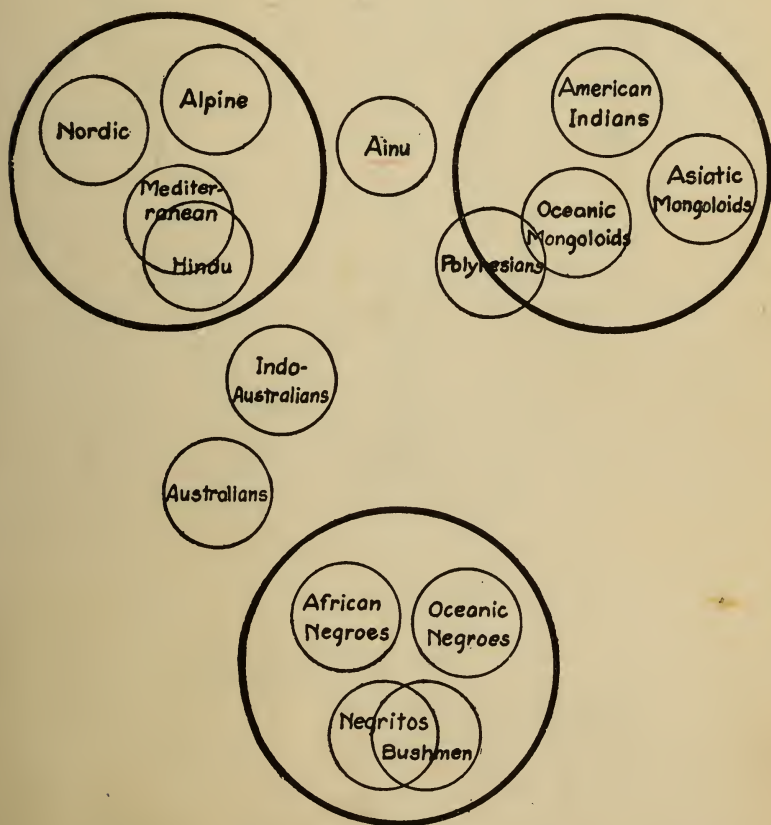 Nordic
Alpine
Mediter-
ranean
Hindu
Ainu
American
Indians
Asiatic
Mongoloids
Oceanic
Mongoloids
Polynesians
Indo-
Australians
Australians
African
Negroes
Oceanic
Negroes
Negritos
Bushmen